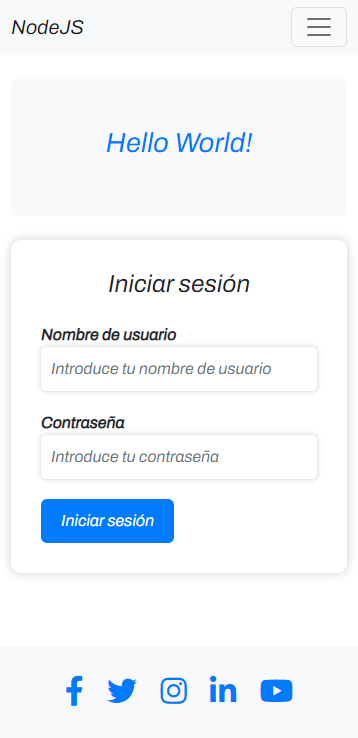 NodeJS
Hello World!
Iniciar sesión
Nombre de usuario
Introduce tu nombre de usuario
Contraseña
Introduce tu contraseña
Iniciar sesión